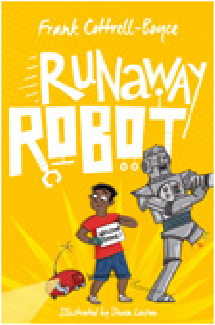 Frank Cottrell-Boyce
RUNAWAY
ROBOT
Illustrated by Steven Lenton